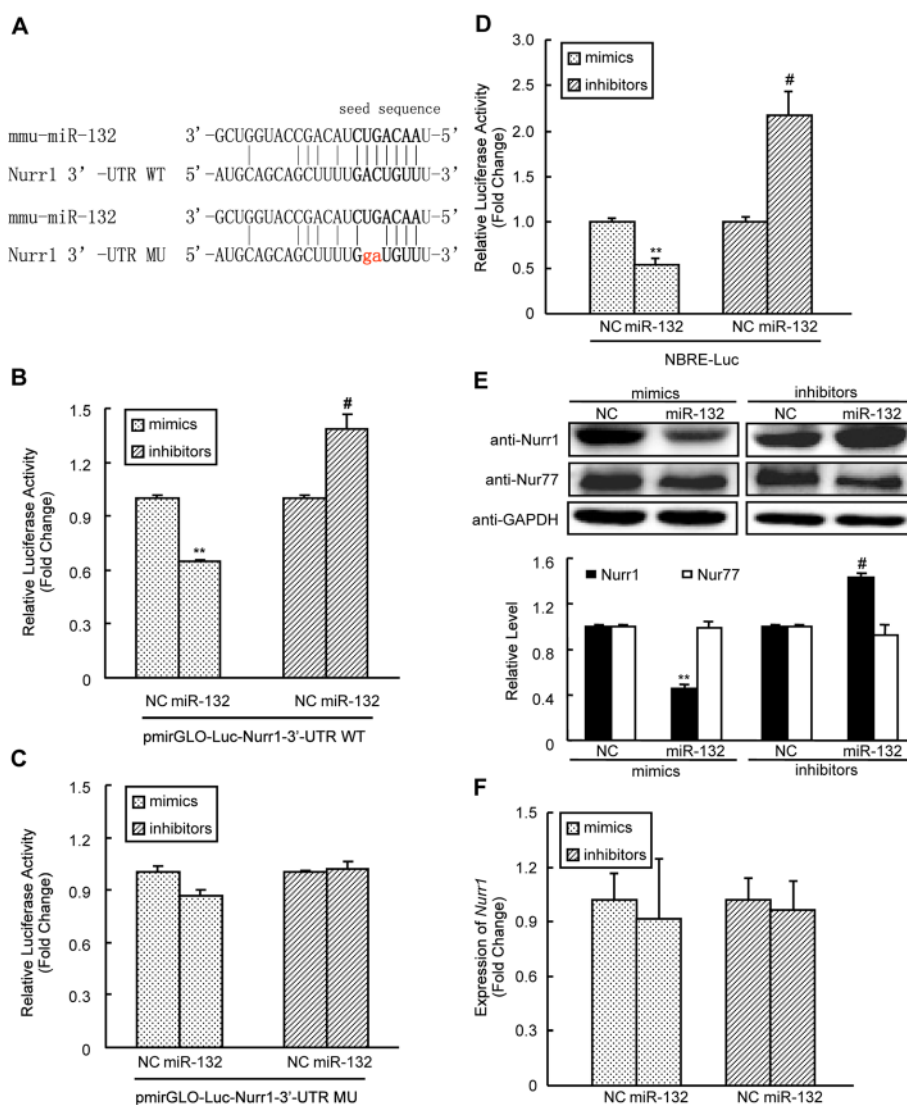 A
seed sequence
mmu-miR-132 3'-GCUGGUACCGACAUCUGACAAU-5'
Nurr1 3'-UTR WT 5'-AUGCAGCAGCUUUUGACUGUUU-3'
mmu-miR-132 3'-GCUGGUACCGACAUCUGACAAU-5'
Nurr1 3'-UTR MU 5'-AUGCAGCAGCUUUUGgaUGUUU-3'
B
Relative Luciferase Activity
(Fold Change)
1.5
1.2
0.9
0.6
0.3
0
mimics
inhibitors
**
#
NC miR-132 NC miR-132
pmirGLO-Luc-Nurr1-3'-UTR WT
C
Relative Luciferase Activity
(Fold Change)
1.5
1.2
0.9
0.6
0.3
0
mimics
inhibitors
NC miR-132 NC miR-132
pmirGLO-Luc-Nurr1-3'-UTR MU
D
Relative Luciferase Activity
(Fold Change)
3.0
2.5
2.0
1.5
1.0
0.5
0
mimics
inhibitors
**
#
NC miR-132 NC miR-132
NBRE-Luc
E
mimics inhibitors
NC miR-132 NC miR-132
anti-Nurr1
anti-Nur77
anti-GAPDH
Relative Level
1.6
1.2
0.8
0.4
0
Nurr1 Nur77
**
#
NC miR-132 NC miR-132
mimics inhibitors
F
Expression of Nurr1
(Fold Change)
1.5
1.2
0.9
0.6
0.3
0
mimics
inhibitors
NC miR-132 NC miR-132